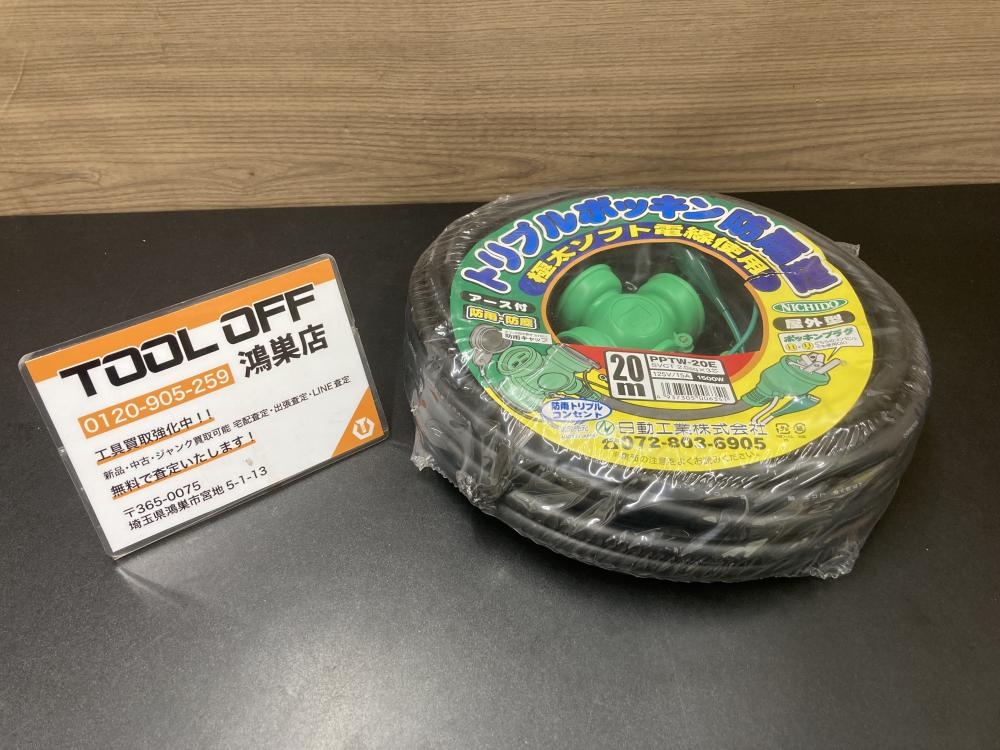 TOOL OFF
鴻巣店
0120-905-259
工具買取強化中！！
新品・中古・ジャンク買取可能 宅配査定・出張査定・LINE査定
無料で査定いたします！
〒365-0075
埼玉県鴻巣市宮地 5-1-13
トリプルポッキン防雨型
極太ソフト電線使用
NICHIDO
アース付
防雨・防塵
屋外型
防雨キャップ
ポッキンプラグ
20m
PPTW-20E
125V/15A 1500W
防雨トリプル
コンセント
日動工業株式会社
☎072-803-6905